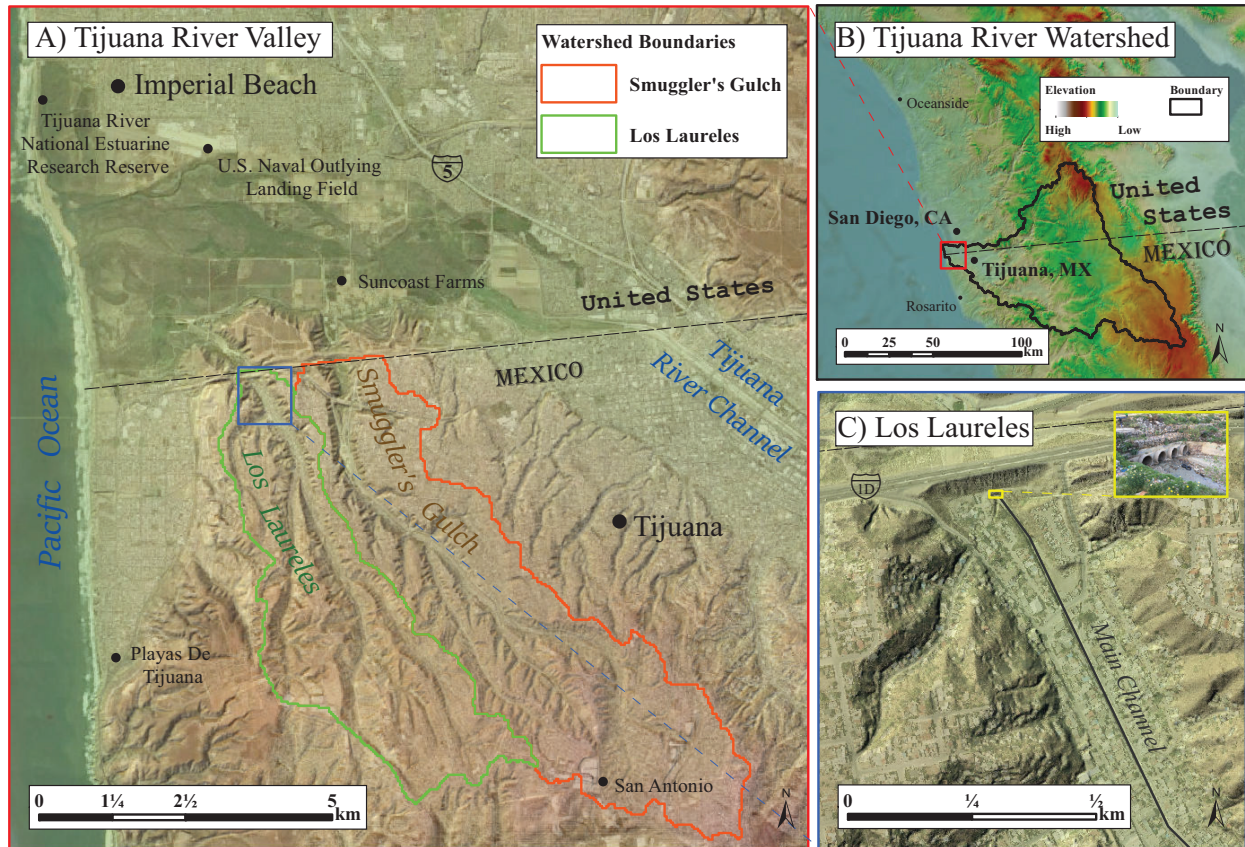 A) Tijuana River Valley
Watershed Boundaries
Smuggler's Gulch
Los Laureles
Imperial Beach
Tijuana River
National Estuarine
Research Reserve
U.S. Naval Outlying
Landing Field
5
Suncoast Farms
United States
MEXICO
Tijuana
River Channel
Pacific Ocean
Smuggler's
Gulch
Los
Laureles
Tijuana
Playas De
Tijuana
San Antonio
0 1¼ 2½ 5
km
N
B) Tijuana River Watershed
Elevation
High Low
Boundary
Oceanside
United
States
San Diego, CA
MEXICO
Tijuana, MX
Rosarito
0 25 50 100
km
N
C) Los Laureles
1D
Main Channel
0 ¼ ½
km
N